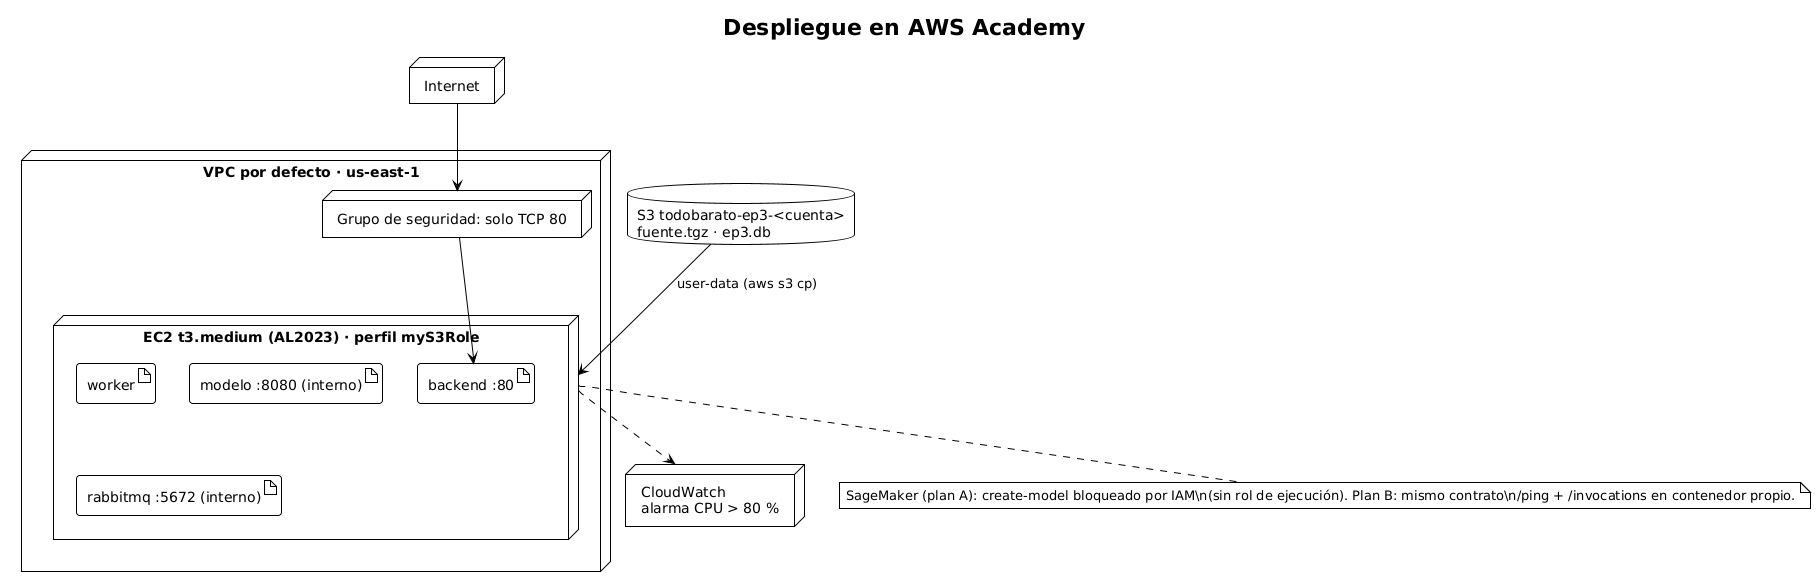 Despliegue en AWS Academy
Internet
VPC por defecto · us-east-1
Grupo de seguridad: solo TCP 80
S3 todobarato-ep3-<cuenta>
fuente.tgz · ep3.db
user-data (aws s3 cp)
EC2 t3.medium (AL2023) · perfil myS3Role
worker
modelo :8080 (interno)
backend :80
rabbitmq :5672 (interno)
CloudWatch
alarma CPU > 80 %
SageMaker (plan A): create-model bloqueado por IAM\n(sin rol de ejecución). Plan B: mismo contrato\n/ping + /invocations en contenedor propio.